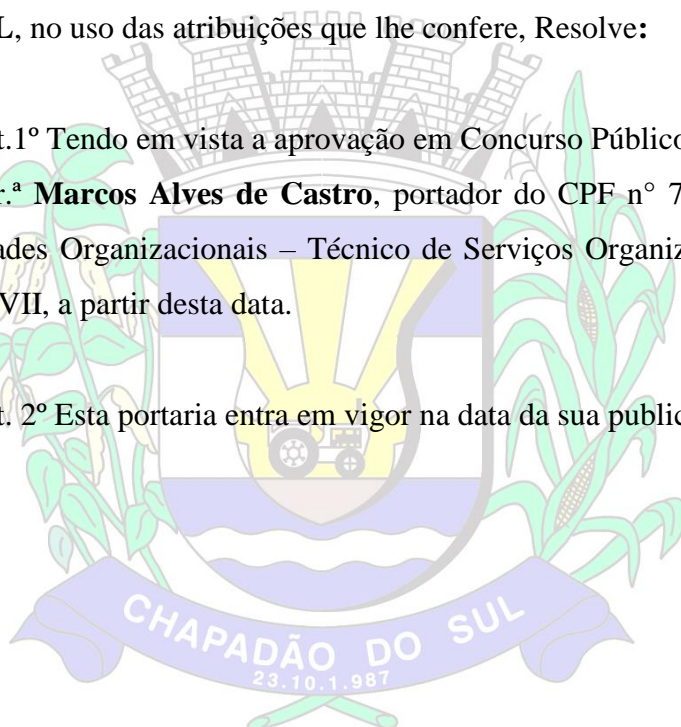 L, no uso das atribuições que lhe confere, Resolve:
t.1º Tendo em vista a aprovação em Concurso Público
r.ª Marcos Alves de Castro, portador do CPF n° 7
ades Organizacionais – Técnico de Serviços Organiz
VII, a partir desta data.
t. 2º Esta portaria entra em vigor na data da sua public
CHAPADÃO DO SUL
23.10.1.987